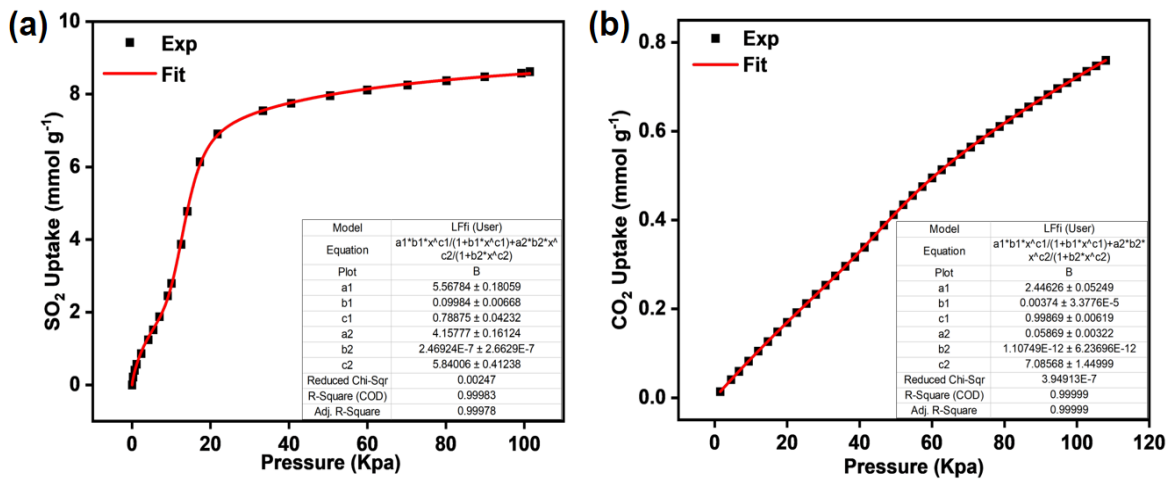 (a)
Exp
Fit
SO₂ Uptake (mmol g⁻¹)
10
8
6
4
2
0
0 20 40 60 80 100
Pressure (Kpa)
Model LFfi (User)
Equation a1*b1*x^c1/(1+b1*x^c1)+a2*b2*x^
c2/(1+b2*x^c2)
Plot B
a1 5.56784 ± 0.18059
b1 0.09984 ± 0.00668
c1 0.78875 ± 0.04232
a2 4.15777 ± 0.16124
b2 2.46924E-7 ± 2.6629E-7
c2 5.84006 ± 0.41238
Reduced Chi-Sqr 0.00247
R-Square (COD) 0.99983
Adj. R-Square 0.99978
(b)
Exp
Fit
CO₂ Uptake (mmol g⁻¹)
0.8
0.6
0.4
0.2
0.0
0 20 40 60 80 100 120
Pressure (Kpa)
Model LFfi (User)
Equation a1*b1*x^c1/(1+b1*x^c1)+a2*b2*
x^c2/(1+b2*x^c2)
Plot B
a1 2.44626 ± 0.05249
b1 0.00374 ± 3.3776E-5
c1 0.99869 ± 0.00619
a2 0.05869 ± 0.00322
b2 1.10749E-12 ± 6.23696E-12
c2 7.08568 ± 1.44999
Reduced Chi-Sqr 3.94913E-7
R-Square (COD) 0.99999
Adj. R-Square 0.99999